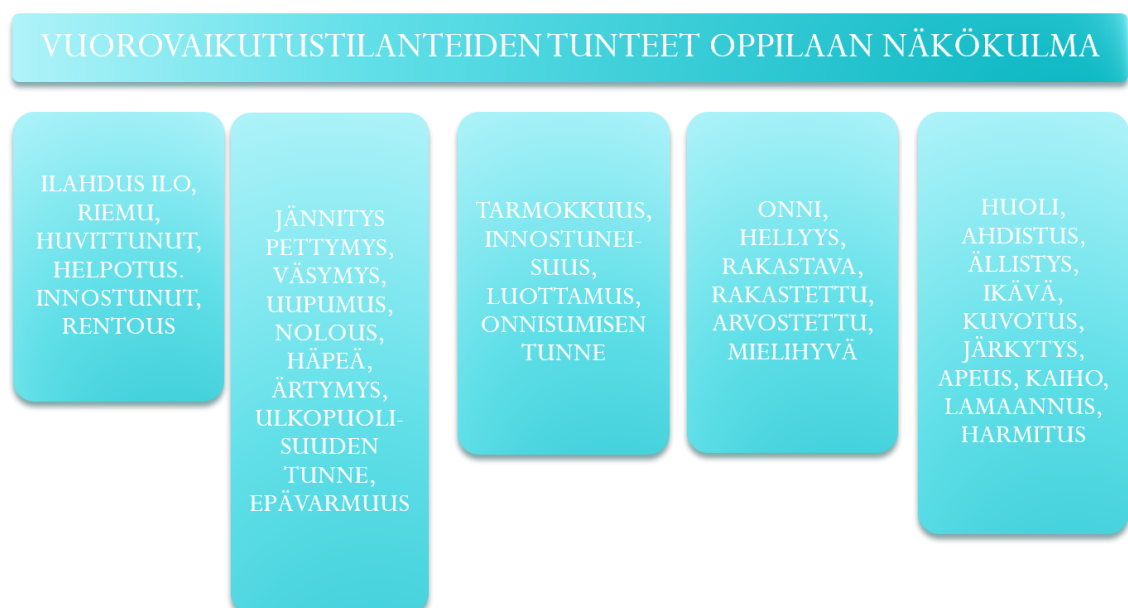 VUOROVAIKUTUSTILANTEIDEN TUNTEET OPPILAAN NÄKÖKULMA
ILAHDUS ILO,
RIEMU,
HUVITTUNUT,
HELPOTUS.
INNOSTUNUT,
RENTOUS
JÄNNITYS
PETTYMYS,
VÄSYMYS,
UUPUMUS,
NOLOUS,
HÄPEÄ,
ÄRTYMYS,
ULKOPUOLI-
SUUDEN
TUNNE,
EPÄVARMUUS
TARMOKKUUS,
INNOSTUNEI-
SUUS,
LUOTTAMUS,
ONNISUMISEN
TUNNE
ONNI,
HELLYYS,
RAKASTAVA,
RAKASTETTU,
ARVOSTETTU,
MIELIHYVÄ
HUOLI,
AHDISTUS,
ÄLLISTYS,
IKÄVÄ,
KUVOTUS,
JÄRKYTYS,
APEUS, KAIHO,
LAMAANNUS,
HARMITUS